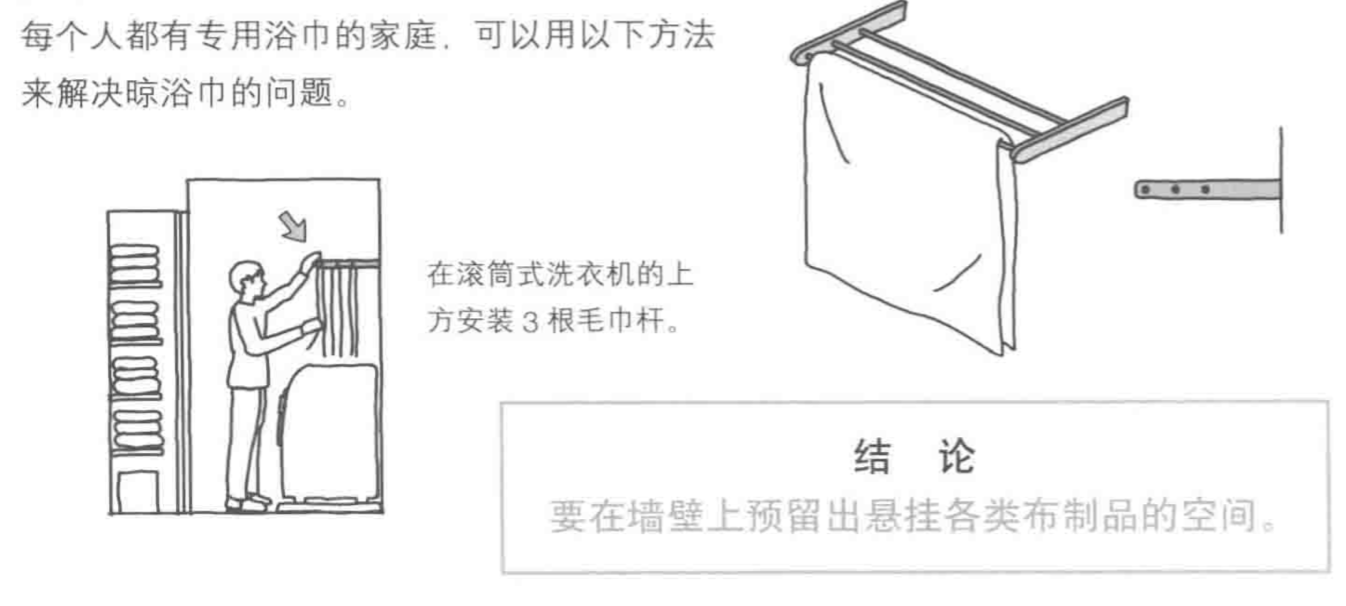 每个人都有专用浴巾的家庭，可以用以下方法
来解决晾浴巾的问题。
在滚筒式洗衣机的上
方安装3根毛巾杆。
结 论
要在墙壁上预留出悬挂各类布制品的空间。